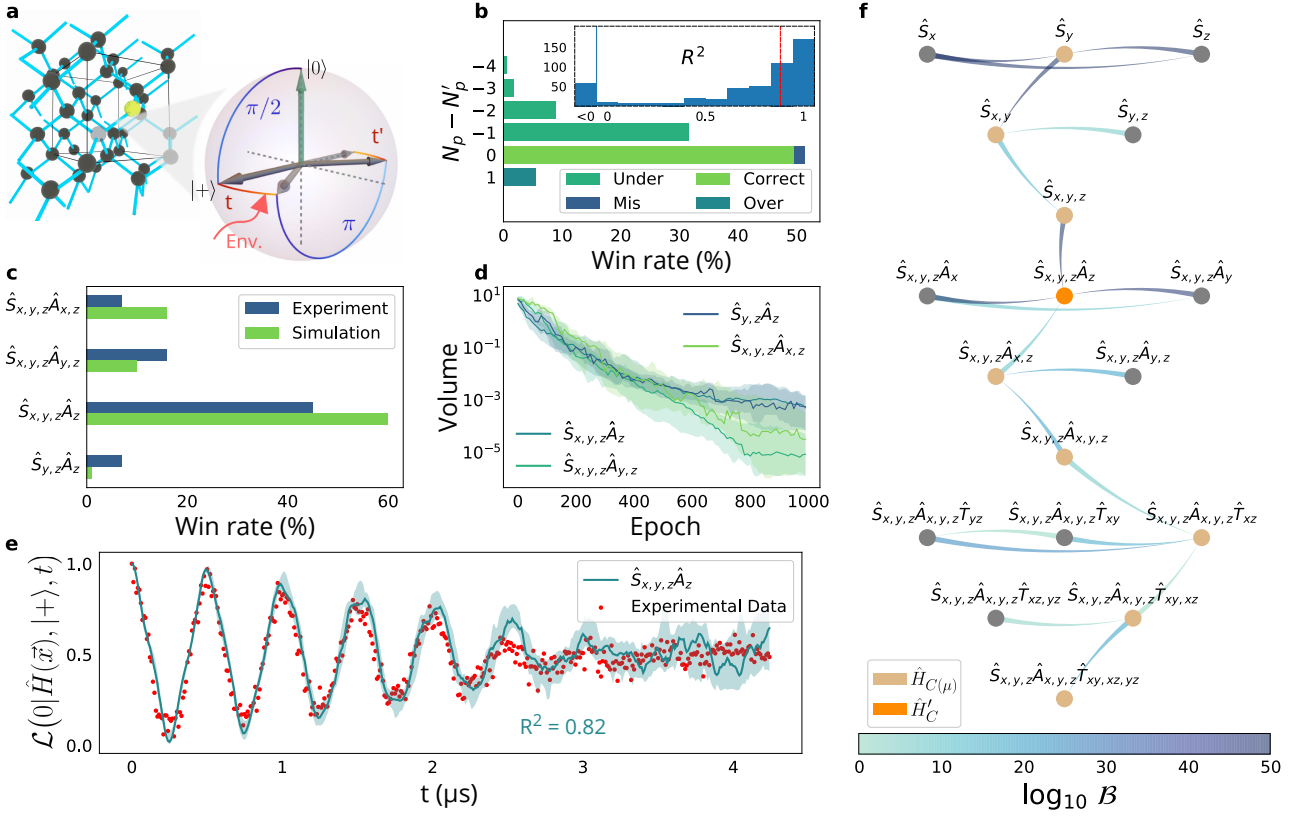 a
|0⟩
π/2
t'
|+⟩
t
π
Env.
b
N_p − N′_p
−4
−3
−2
−1
0
1
R²
150
100
50
<0 0 0.5 1
Under Correct
Mis Over
0 10 20 30 40 50
Win rate (%)
c
Ŝ_{x,y,z}Â_{x,z}
Ŝ_{x,y,z}Â_{y,z}
Ŝ_{x,y,z}Â_z
Ŝ_{y,z}Â_z
Experiment
Simulation
0 20 40 60
Win rate (%)
d
Volume
10¹
10⁻¹
10⁻³
10⁻⁵
Ŝ_{y,z}Â_z
Ŝ_{x,y,z}Â_{x,z}
Ŝ_{x,y,z}Â_z
Ŝ_{x,y,z}Â_{y,z}
0 200 400 600 800 1000
Epoch
e
ℒ(⟨0|Ĥ(x⃗), |+⟩, t)
1.0
0.5
0.0
Ŝ_{x,y,z}Â_z
Experimental Data
R² = 0.82
0 1 2 3 4
t (μs)
f
Ŝ_x Ŝ_y Ŝ_z
Ŝ_{x,y} Ŝ_{y,z}
Ŝ_{x,y,z}
Ŝ_{x,y,z}Â_x Ŝ_{x,y,z}Â_z Ŝ_{x,y,z}Â_y
Ŝ_{x,y,z}Â_{x,z} Ŝ_{x,y,z}Â_{y,z}
Ŝ_{x,y,z}Â_{x,y,z}
Ŝ_{x,y,z}Â_{x,y,z}T̂_{yz} Ŝ_{x,y,z}Â_{x,y,z}T̂_{xy} Ŝ_{x,y,z}Â_{x,y,z}T̂_{xz}
Ŝ_{x,y,z}Â_{x,y,z}T̂_{xz,yz} Ŝ_{x,y,z}Â_{x,y,z}T̂_{xy,xz}
Ŝ_{x,y,z}Â_{x,y,z}T̂_{xy,xz,yz}
Ĥ_{C(μ)}
Ĥ′_C
0 10 20 30 40 50
log₁₀ ℬ